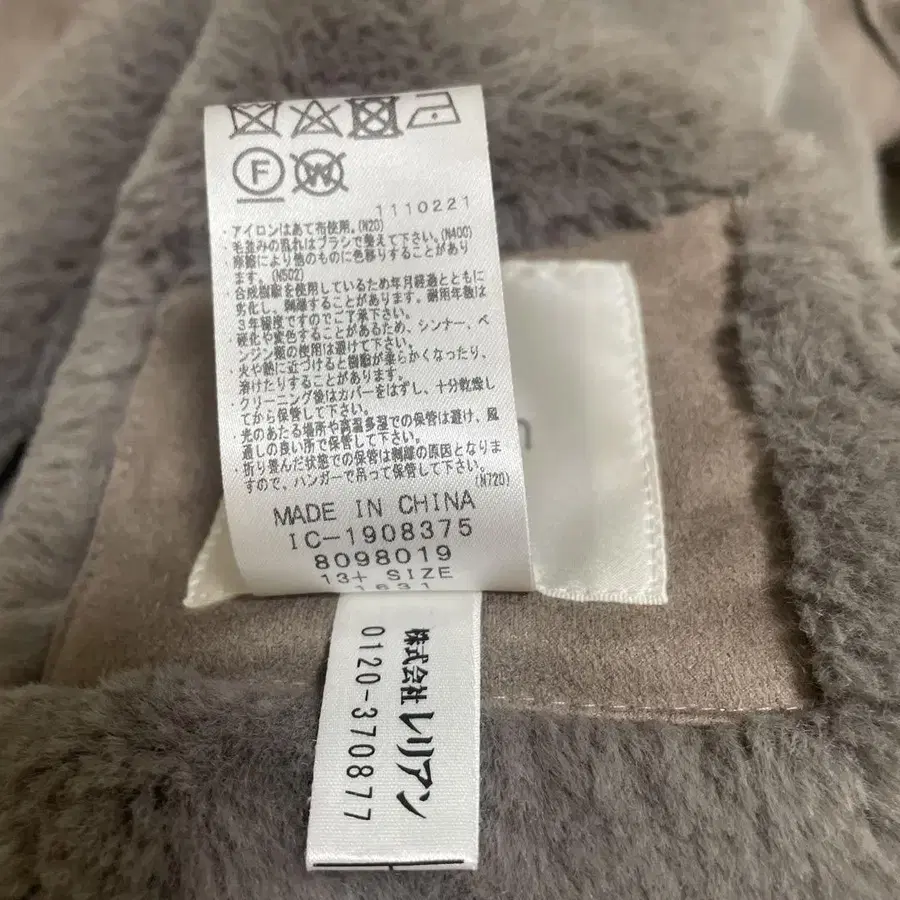 F
W
1110221
・アイロンはあて布使用。(N20)
・毛並みの乱れはブラシで整えて下さい。(N400)
・摩擦により他のものに色移りすることがあり
ます。(N502)
・合成樹脂を使用しているため年月経過とともに
劣化し、剥離することがあります。耐用年数は
3年程度ですのでご了承下さい。
・硬化や変色することがあるため、シンナー、ベ
ンジン類の使用は避けて下さい。
・火や熱に近づけると樹脂が柔らかくなったり、
溶けたりすることがあります。
・クリーニング後はカバーをはずし、十分乾燥し
てから保管して下さい。
・光のあたる場所や高温多湿での保管は避け、風
通しの良い所で保管して下さい。
・折り畳んだ状態での保管は剥離の原因となりま
すので、ハンガーで吊って保管して下さい。
(N720)
MADE IN CHINA
IC-1908375
8098019
13+ SIZE
1631
株式会社レリアン
0120-370877